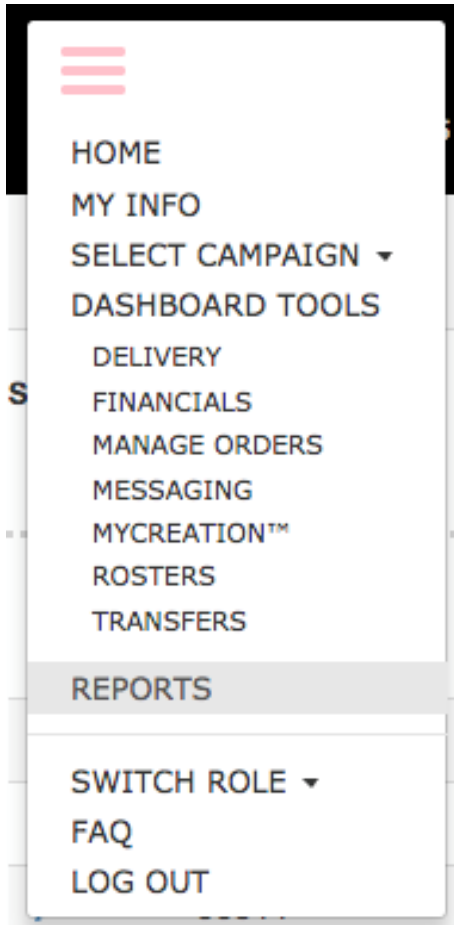 HOME
MY INFO
SELECT CAMPAIGN
DASHBOARD TOOLS
DELIVERY
FINANCIALS
MANAGE ORDERS
MESSAGING
MYCREATION™
ROSTERS
TRANSFERS
REPORTS
SWITCH ROLE
FAQ
LOG OUT